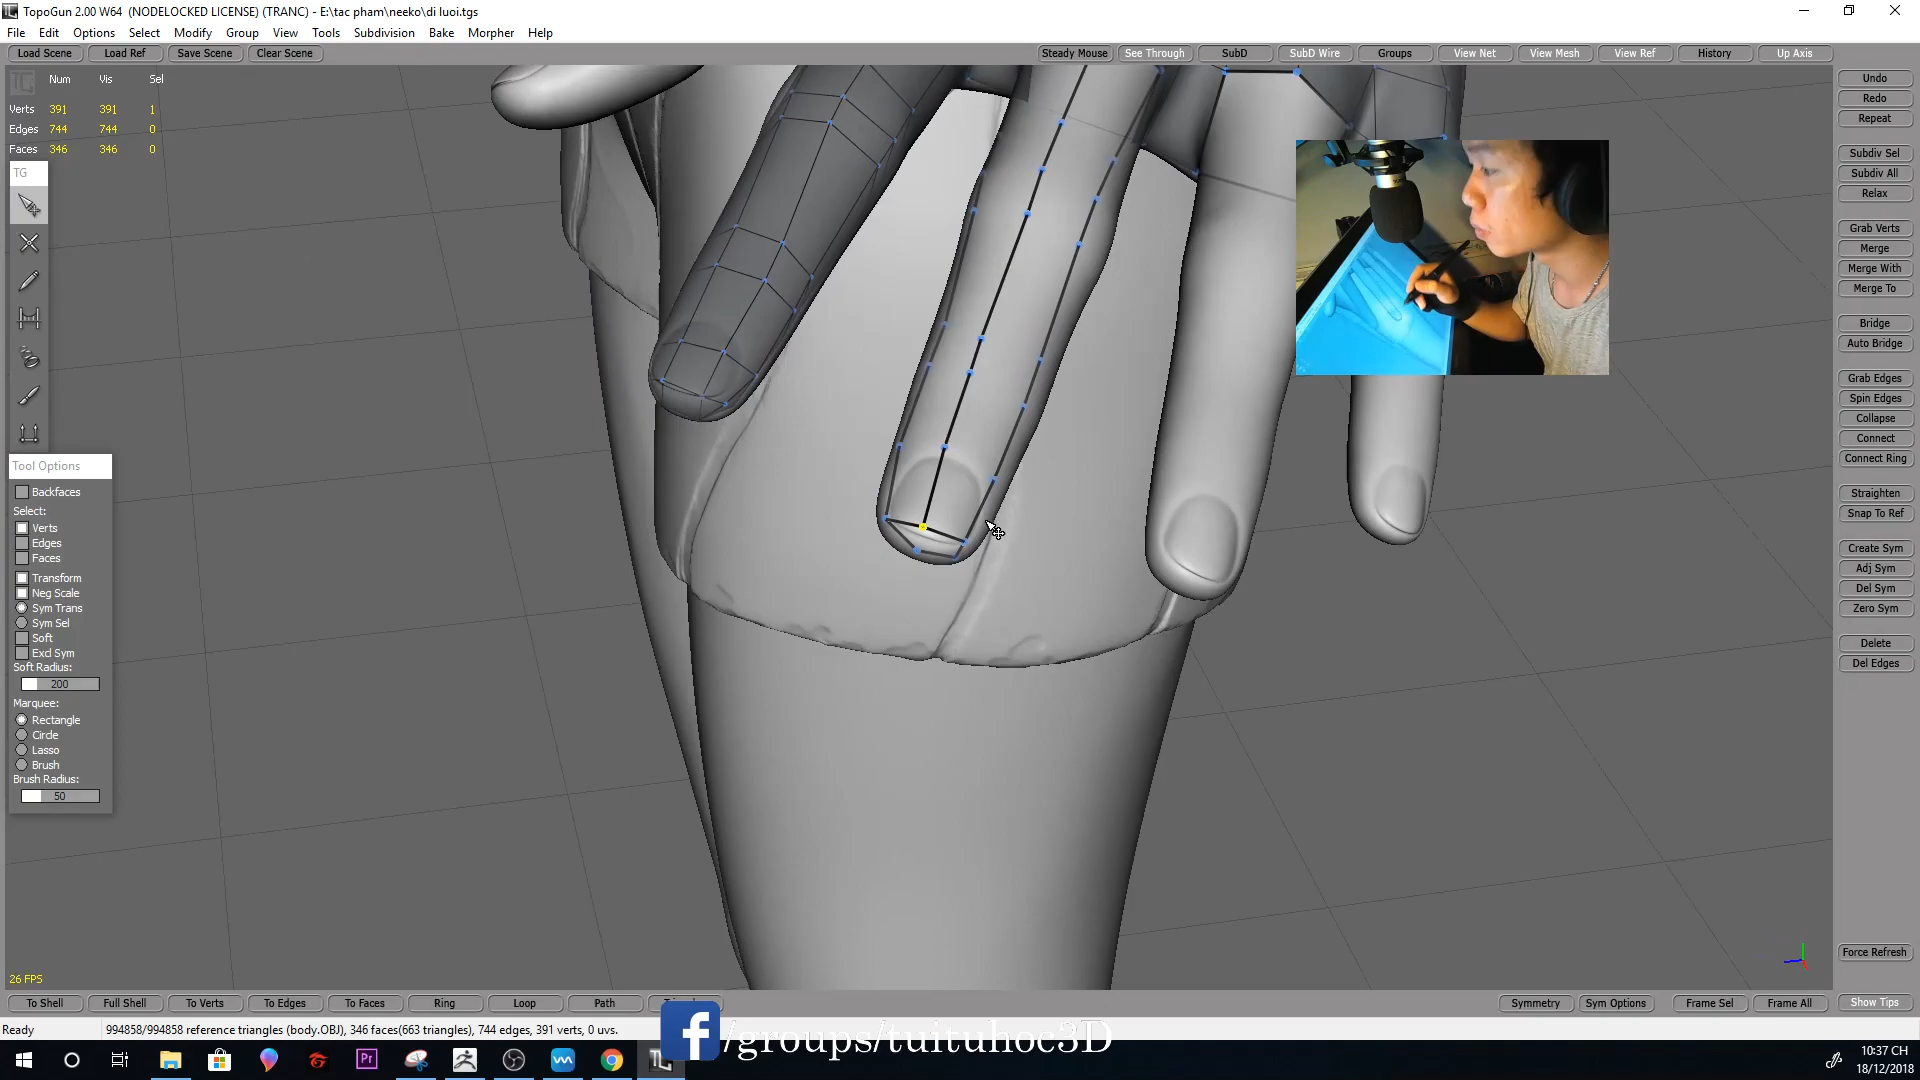 TopoGun 2.00 W64 (NODELOCKED LICENSE) (TRANC) - E:\tac pham\neeko\di luoi.tgs
File Edit Options Select Modify Group View Tools Subdivision Bake Morpher Help
Load Scene Load Ref Save Scene Clear Scene Steady Mouse See Through SubD SubD Wire Groups View Net View Mesh View Ref History Up Axis
Num Vis Sel
Verts 391 391 1
Edges 744 744 0
Faces 346 346 0
TG
Tool Options
Backfaces
Select:
Verts
Edges
Faces
Transform
Neg Scale
Sym Trans
Sym Sel
Soft
Excl Sym
Soft Radius:
200
Marquee:
Rectangle
Circle
Lasso
Brush
Brush Radius:
50
26 FPS
Undo
Redo
Repeat
Subdiv Sel
Subdiv All
Relax
Grab Verts
Merge
Merge With
Merge To
Bridge
Auto Bridge
Grab Edges
Spin Edges
Collapse
Connect
Connect Ring
Straighten
Snap To Ref
Create Sym
Adj Sym
Del Sym
Zero Sym
Delete
Del Edges
Force Refresh
Show Tips
To Shell Full Shell To Verts To Edges To Faces Ring Loop Path Symmetry Sym Options Frame Sel Frame All
Ready 994858/994858 reference triangles (body.OBJ), 346 faces(663 triangles), 744 edges, 391 verts, 0 uvs.
f /groups/tuituhoc3D
Pr
10:37 CH
18/12/2018